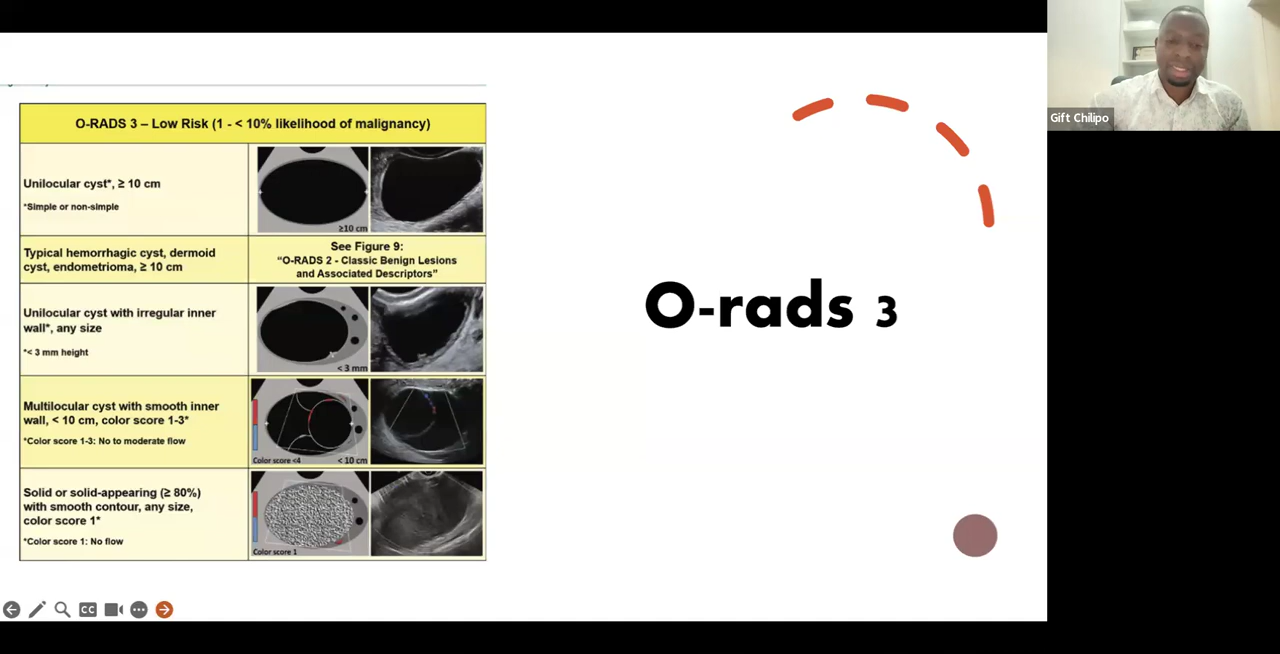 O-RADS 3 – Low Risk (1 - < 10% likelihood of malignancy)
Unilocular cyst*, ≥ 10 cm
*Simple or non-simple
≥10 cm
Typical hemorrhagic cyst, dermoid
cyst, endometrioma, ≥ 10 cm
See Figure 9:
“O-RADS 2 - Classic Benign Lesions
and Associated Descriptors”
Unilocular cyst with irregular inner
wall*, any size
*< 3 mm height
< 3 mm
Multilocular cyst with smooth inner
wall, < 10 cm, color score 1-3*
*Color score 1-3: No to moderate flow
Color score <4
< 10 cm
Solid or solid-appearing (≥ 80%)
with smooth contour, any size,
color score 1*
*Color score 1: No flow
Color score 1
O-rads 3
Gift Chilipo
CC